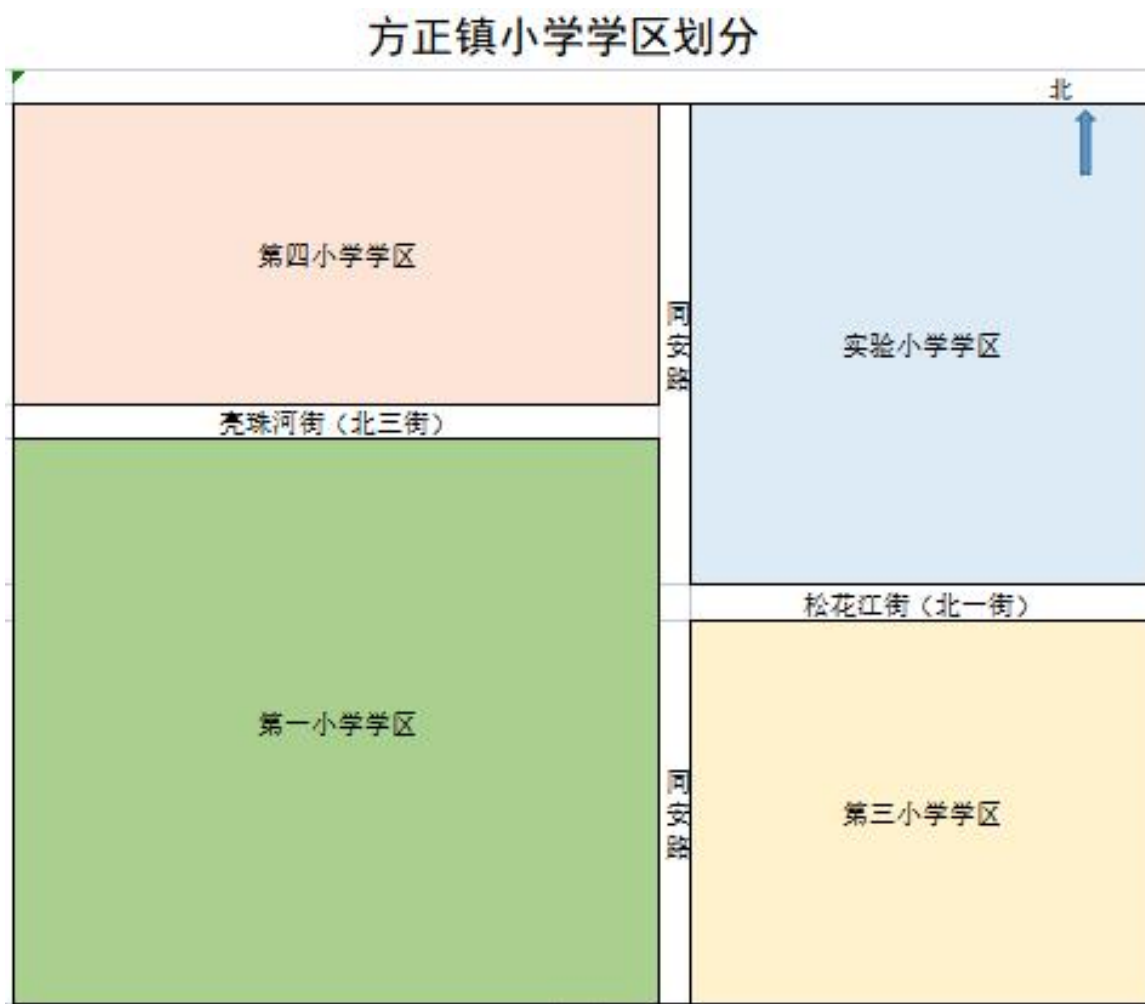 方正镇小学学区划分
北
第四小学学区
同安路
实验小学学区
亮珠河街（北三街）
松花江街（北一街）
第一小学学区
同安路
第三小学学区